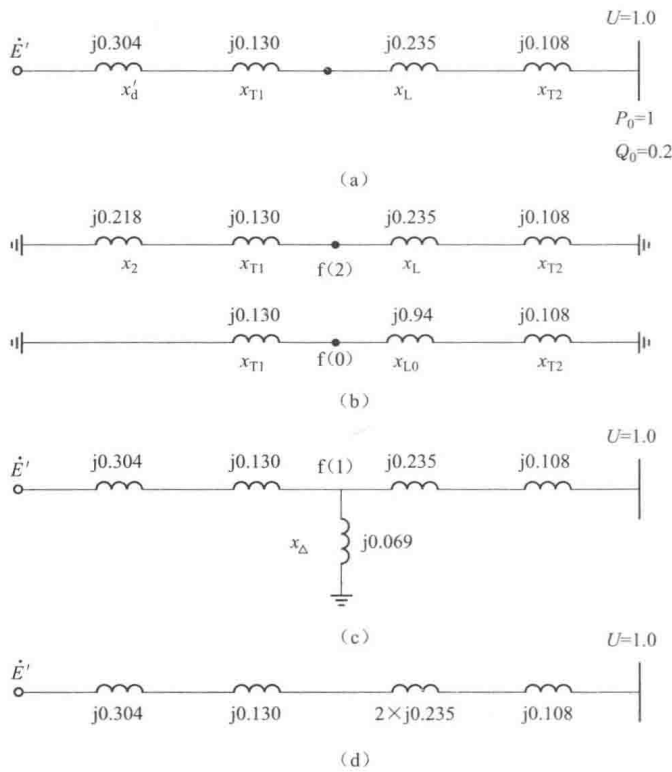 U=1.0
Ė′ j0.304 j0.130 j0.235 j0.108
x′d xT1 xL xT2
P0=1
Q0=0.2
(a)
j0.218 j0.130 j0.235 j0.108
x2 xT1 f(2) xL xT2
j0.130 j0.94 j0.108
xT1 f(0) xL0 xT2
(b)
U=1.0
Ė′ j0.304 j0.130 f(1) j0.235 j0.108
x△ j0.069
(c)
U=1.0
Ė′
j0.304 j0.130 2×j0.235 j0.108
(d)